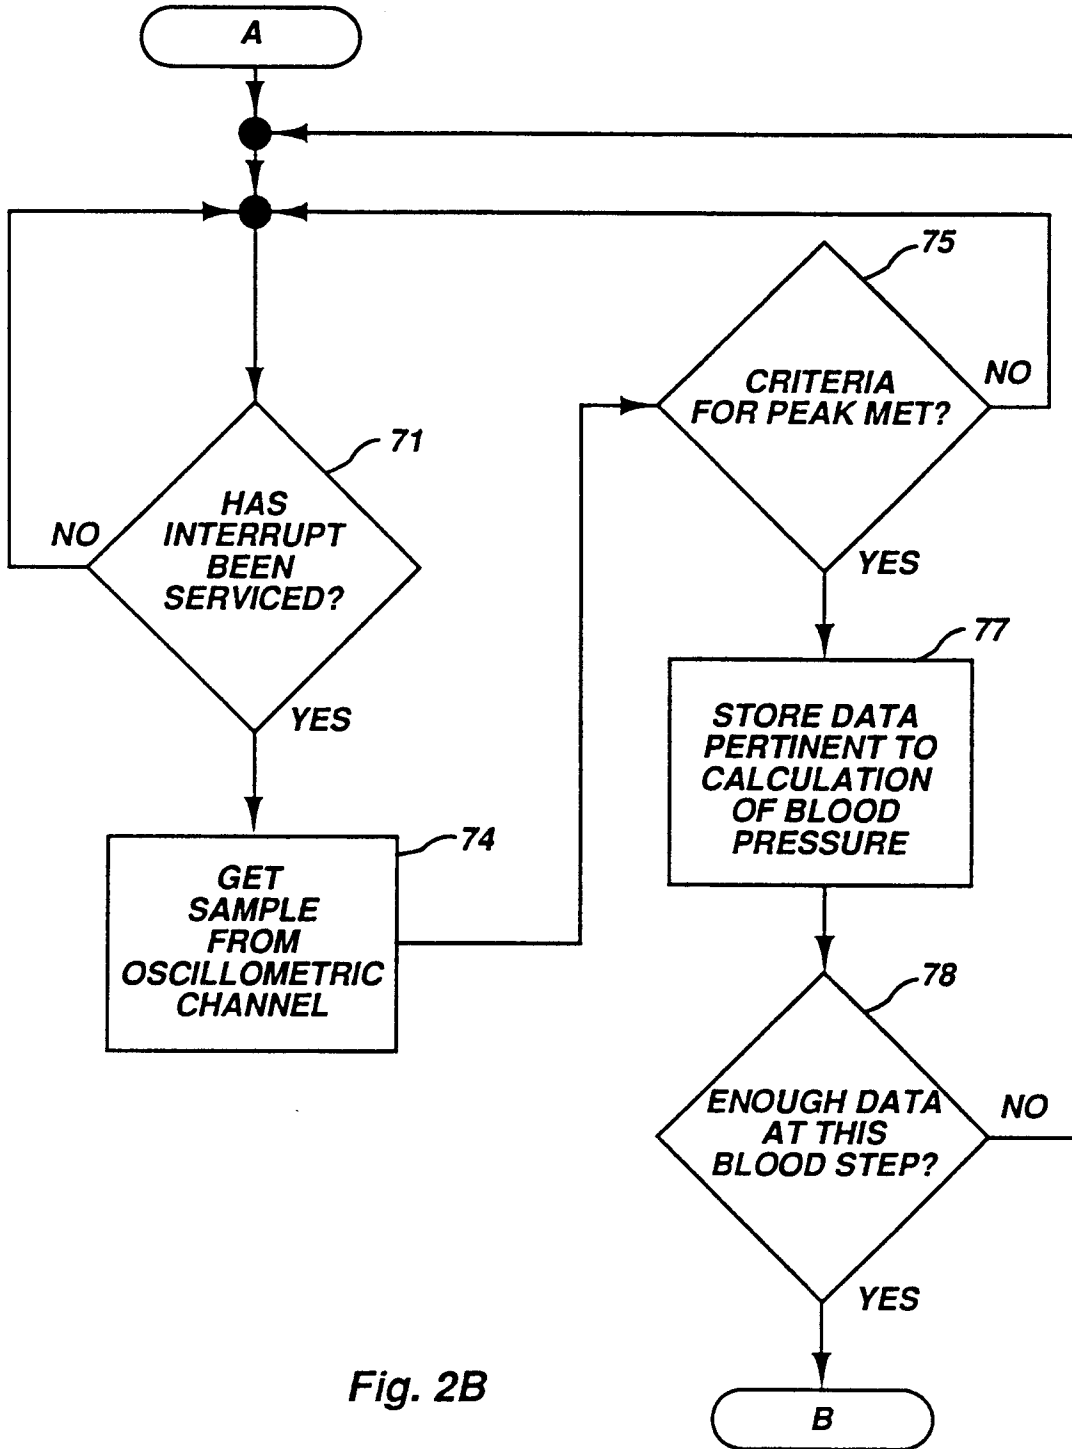 A
75
CRITERIA
FOR PEAK MET?
NO
71
HAS
INTERRUPT
BEEN
SERVICED?
NO
YES
74
GET
SAMPLE
FROM
OSCILLOMETRIC
CHANNEL
YES
77
STORE DATA
PERTINENT TO
CALCULATION
OF BLOOD
PRESSURE
78
ENOUGH DATA
AT THIS
BLOOD STEP?
NO
YES
B
Fig. 2B